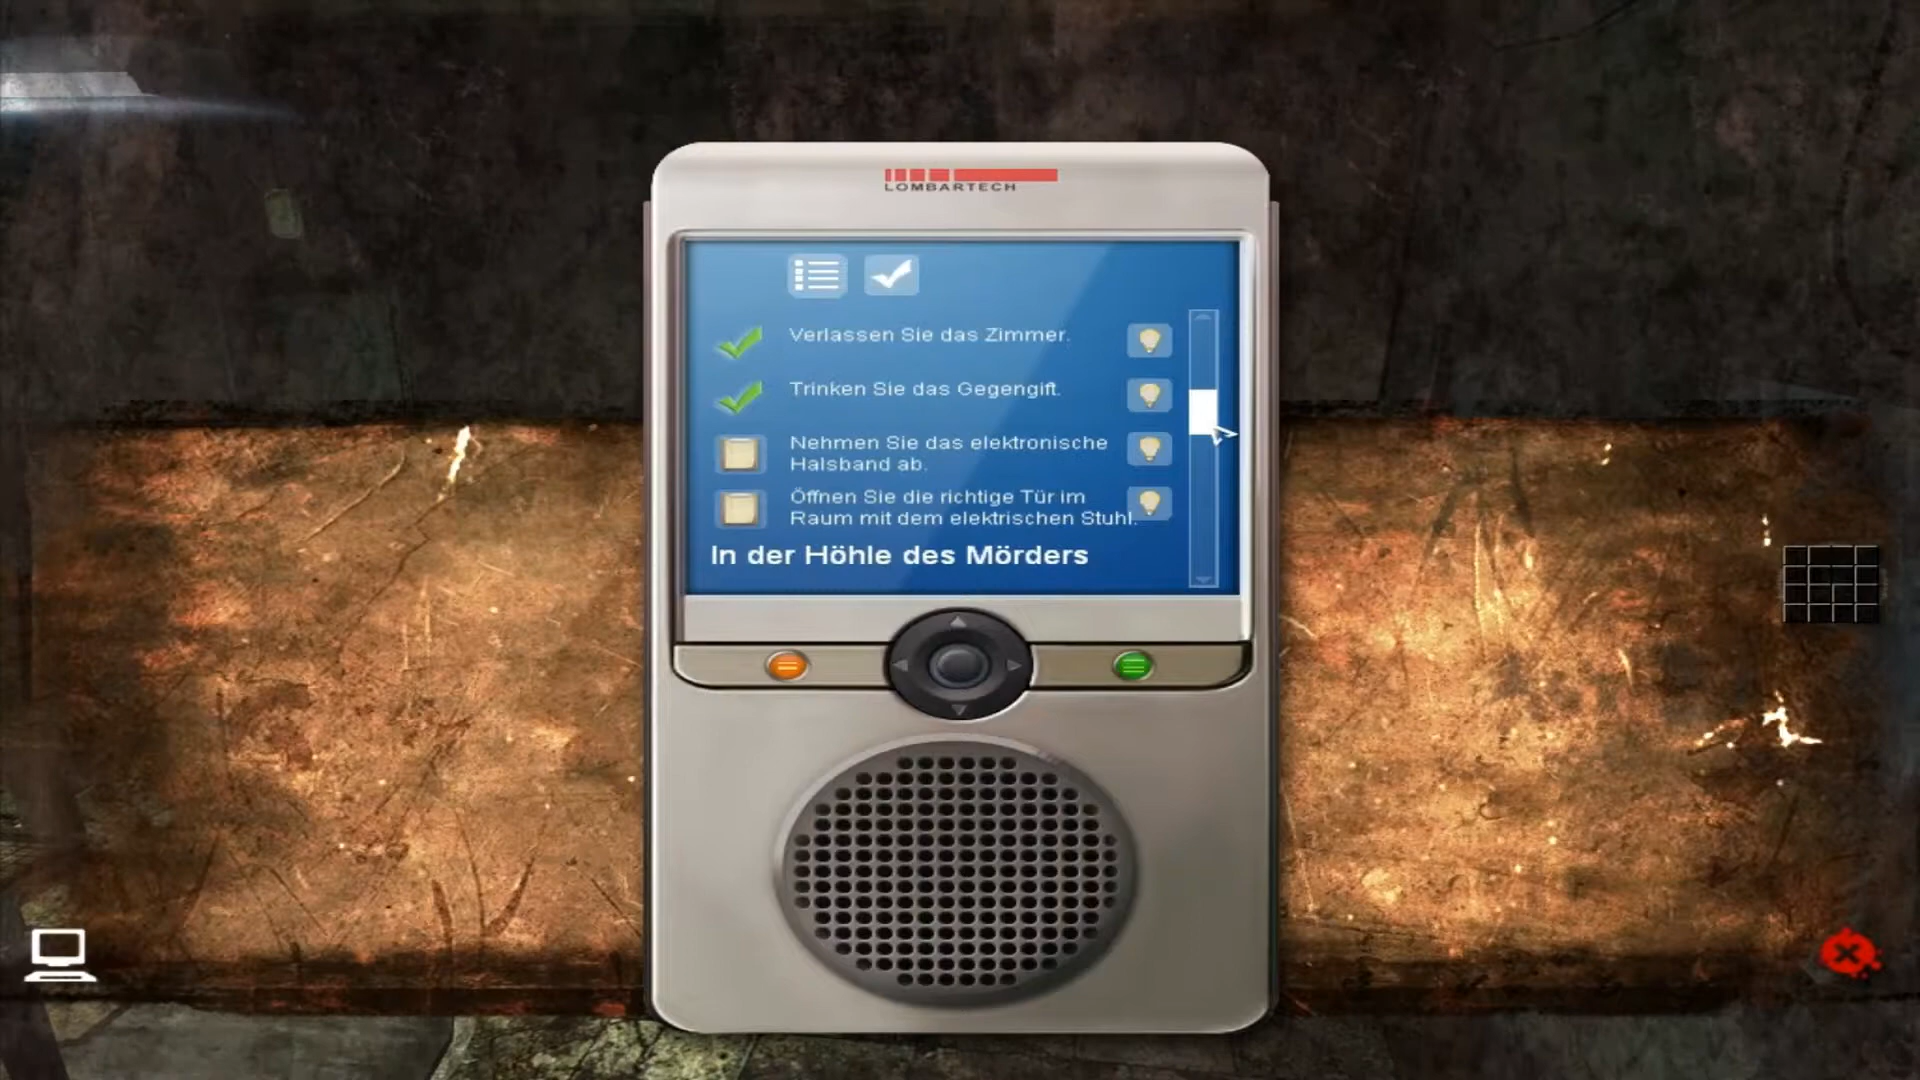 LOMBARTECH
Verlassen Sie das Zimmer.
Trinken Sie das Gegengift.
Nehmen Sie das elektronische
Halsband ab.
Öffnen Sie die richtige Tür im
Raum mit dem elektrischen Stuhl.
In der Höhle des Mörders